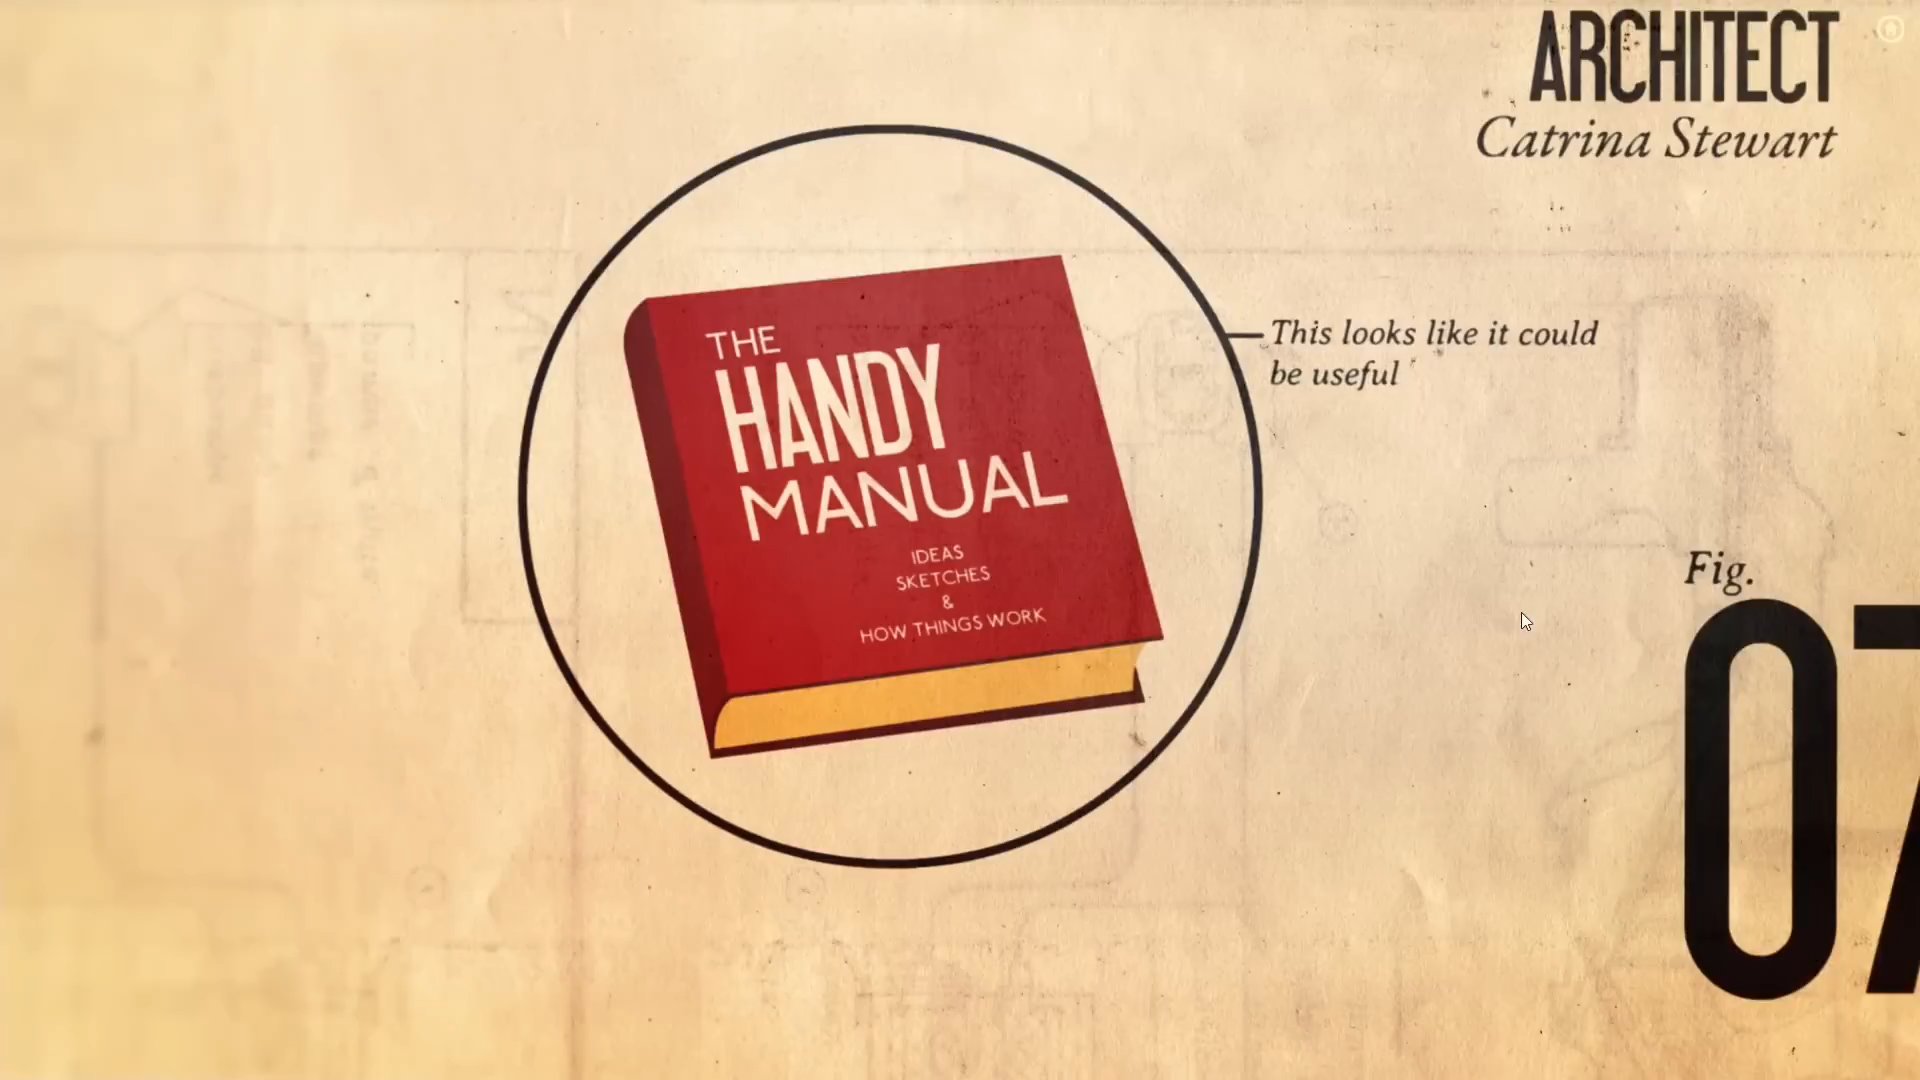 ARCHITECT
Catrina Stewart
THE
HANDY
MANUAL
IDEAS
SKETCHES
&
HOW THINGS WORK
This looks like it could
be useful
Fig.
07